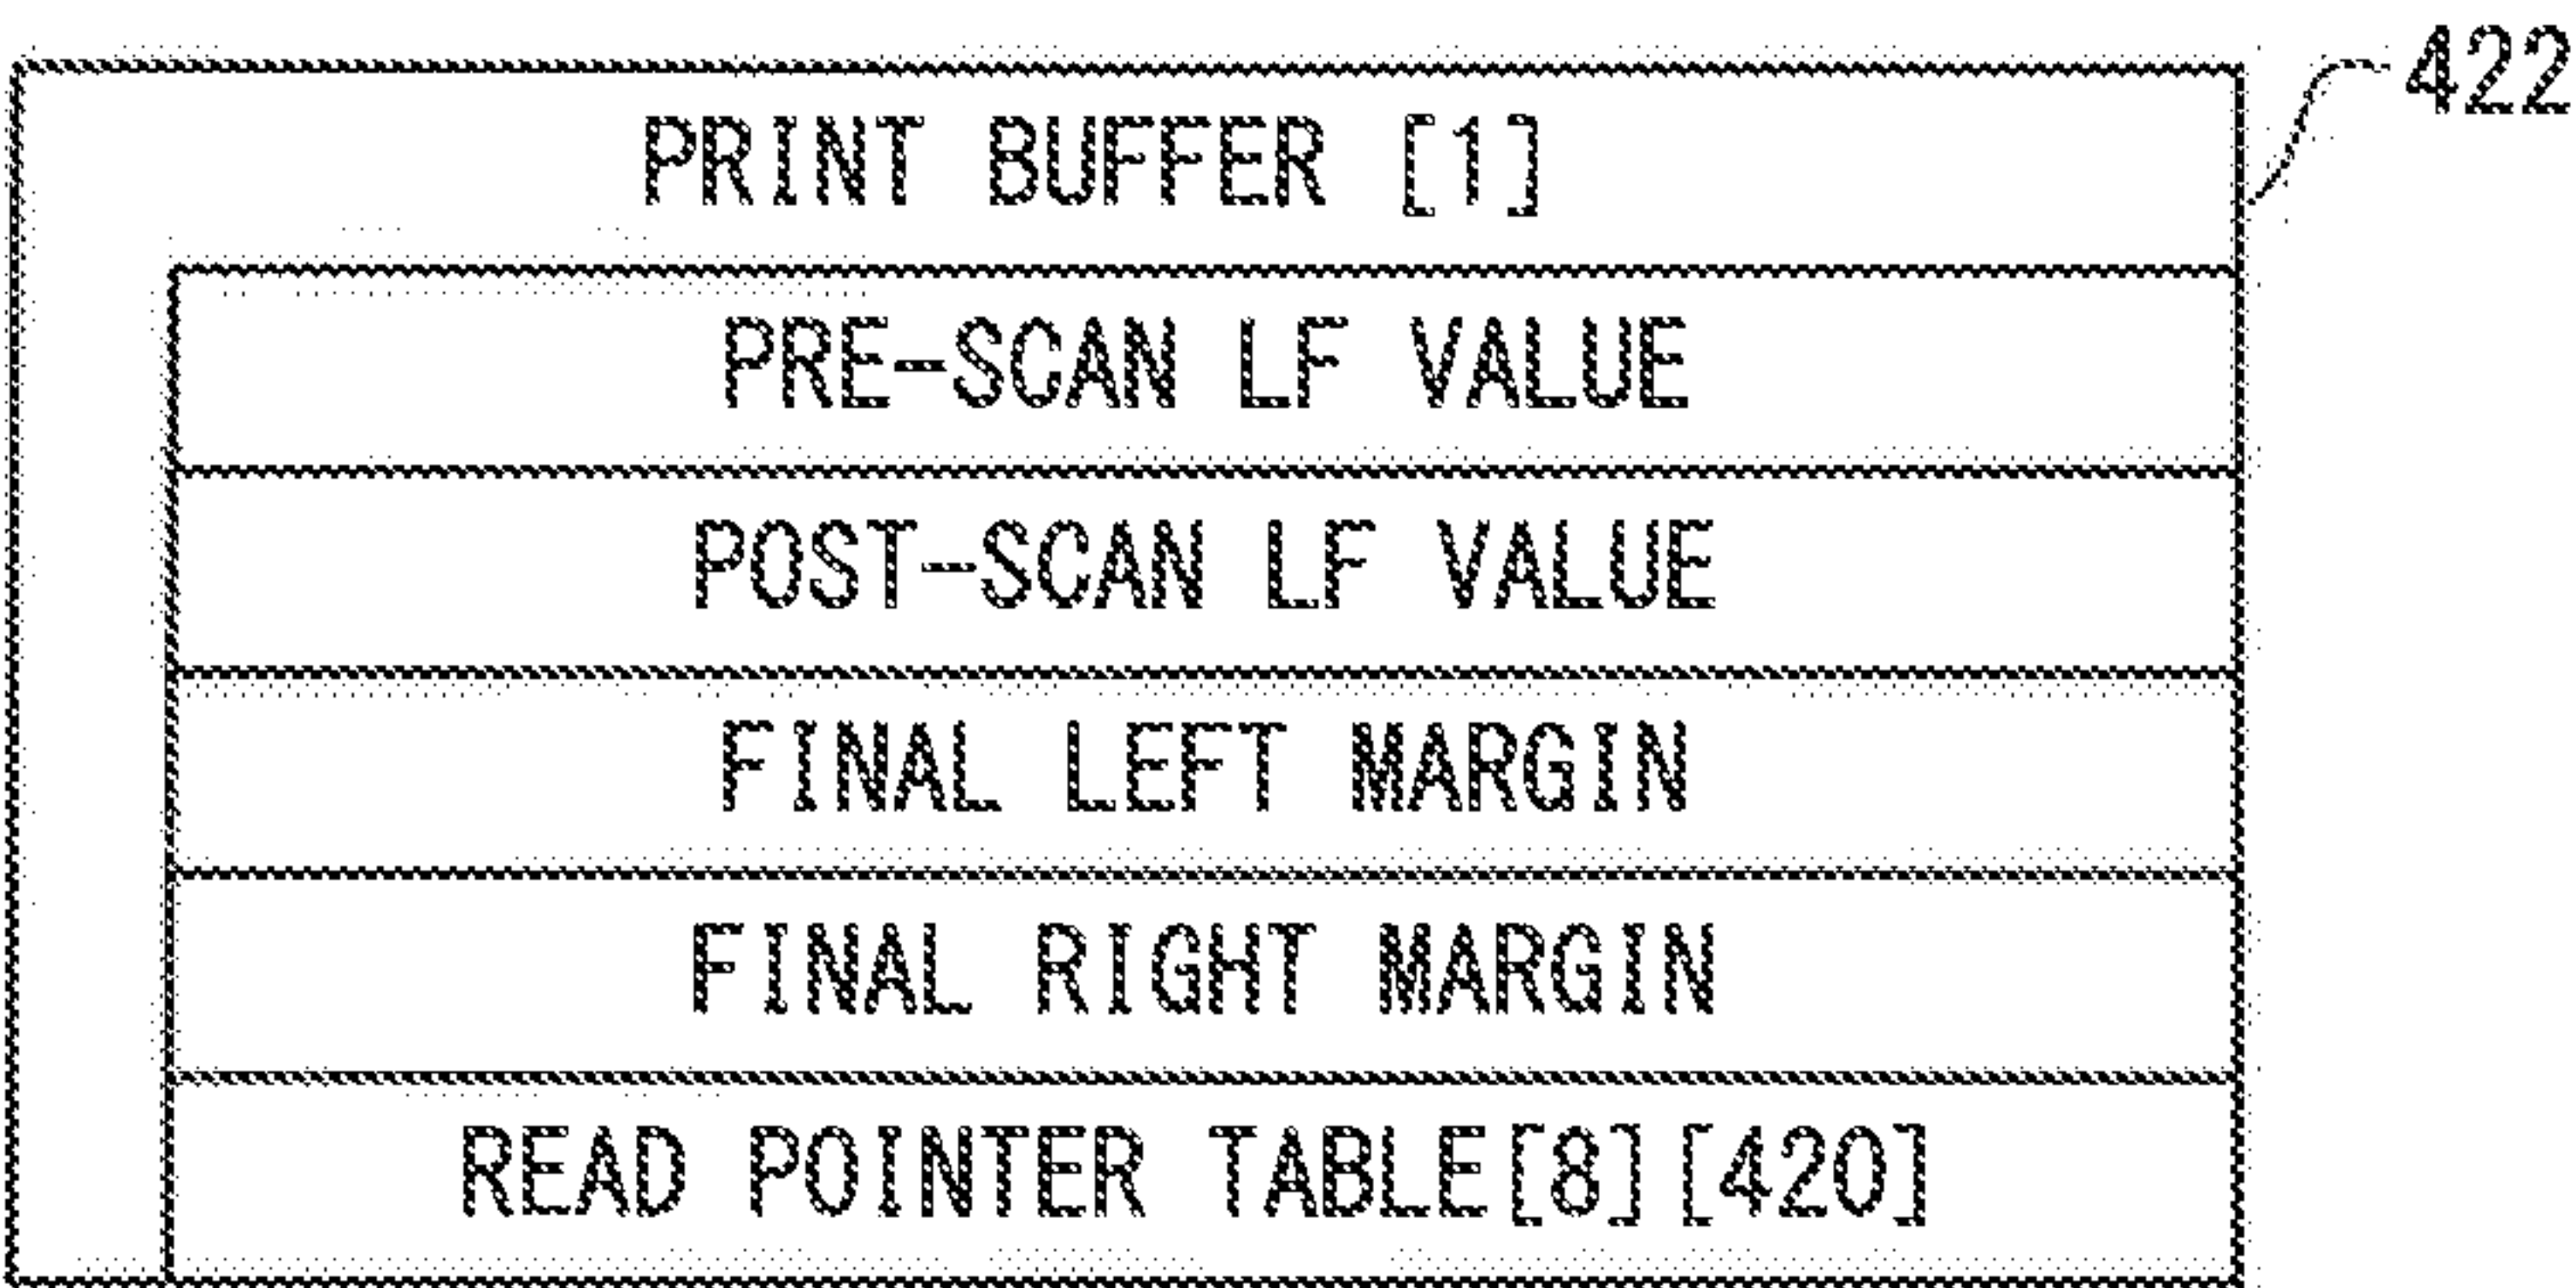 422
PRINT BUFFER [1]
PRE-SCAN LF VALUE
POST-SCAN LF VALUE
FINAL LEFT MARGIN
FINAL RIGHT MARGIN
READ POINTER TABLE[8][420]